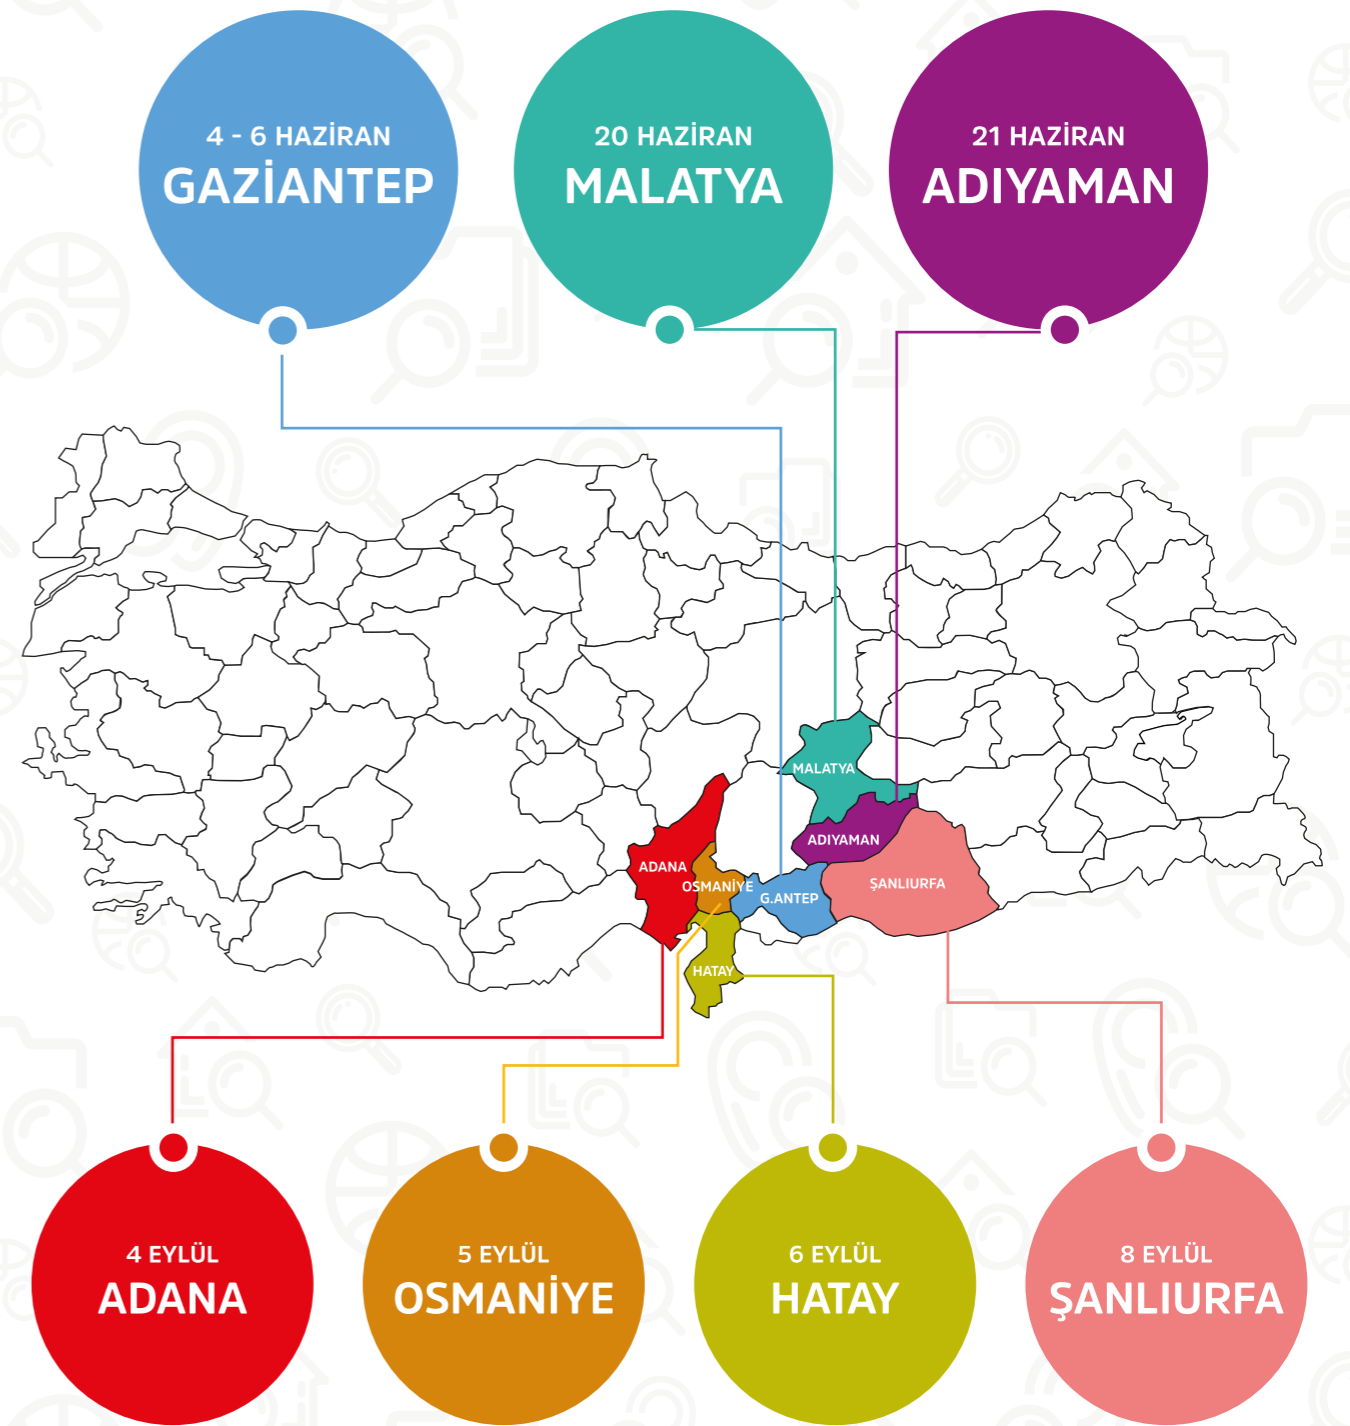 4 - 6 HAZİRAN
GAZİANTEP
20 HAZİRAN
MALATYA
21 HAZİRAN
ADIYAMAN
MALATYA
ADIYAMAN
ADANA
OSMANİYE
G.ANTEP
ŞANLIURFA
HATAY
4 EYLÜL
ADANA
5 EYLÜL
OSMANİYE
6 EYLÜL
HATAY
8 EYLÜL
ŞANLIURFA